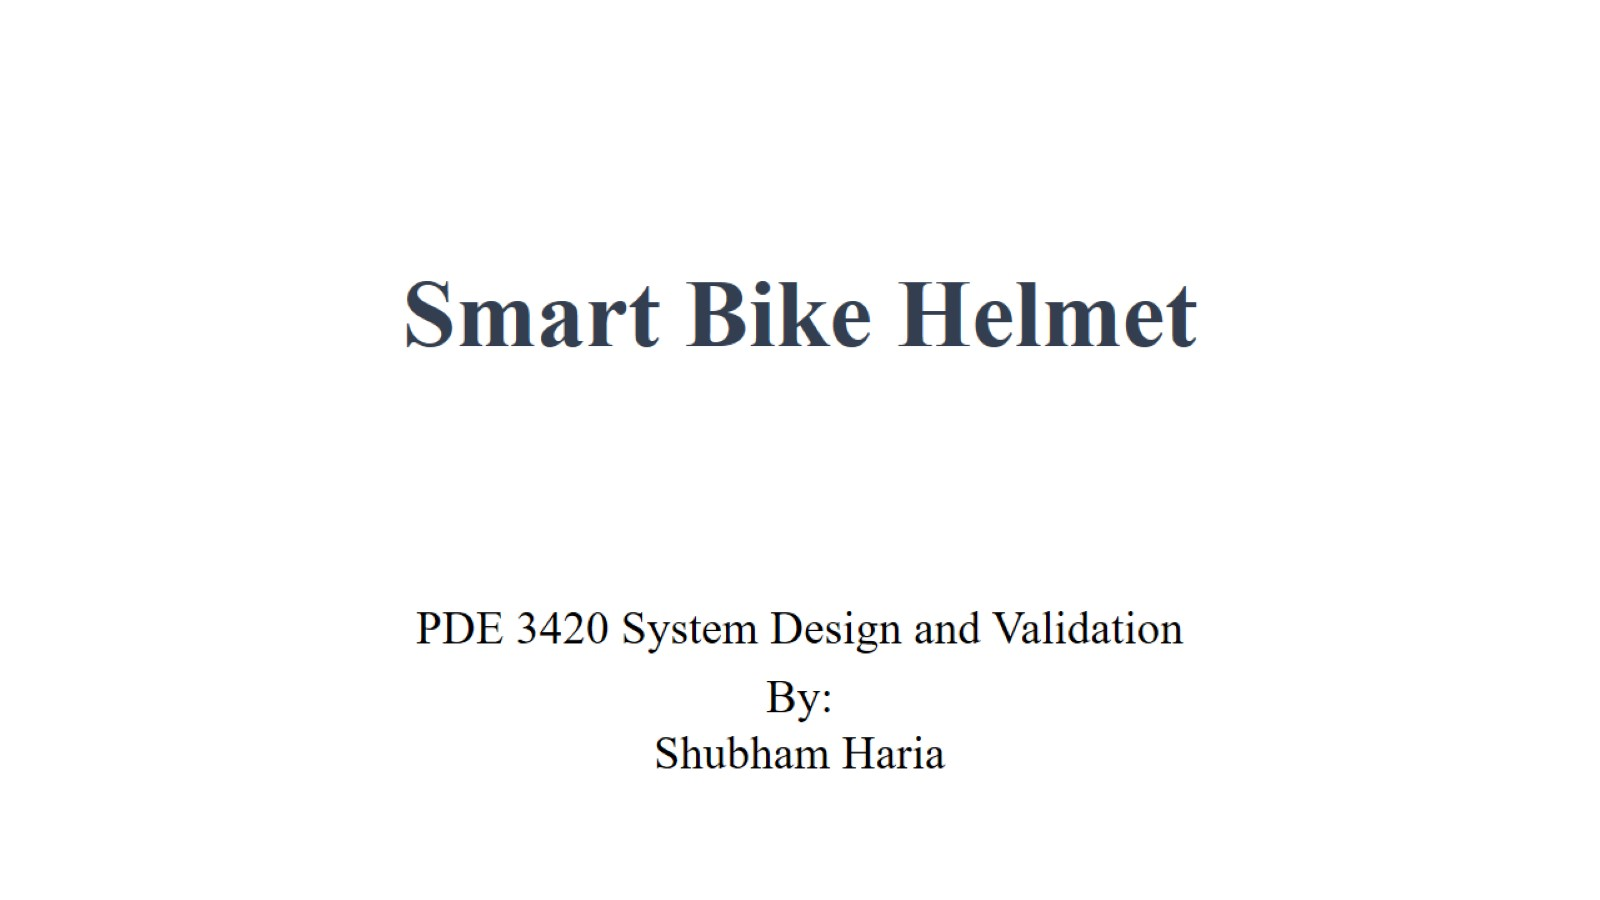 Smart Bike Helmet
PDE 3420 System Design and Validation
By:
Shubham Haria